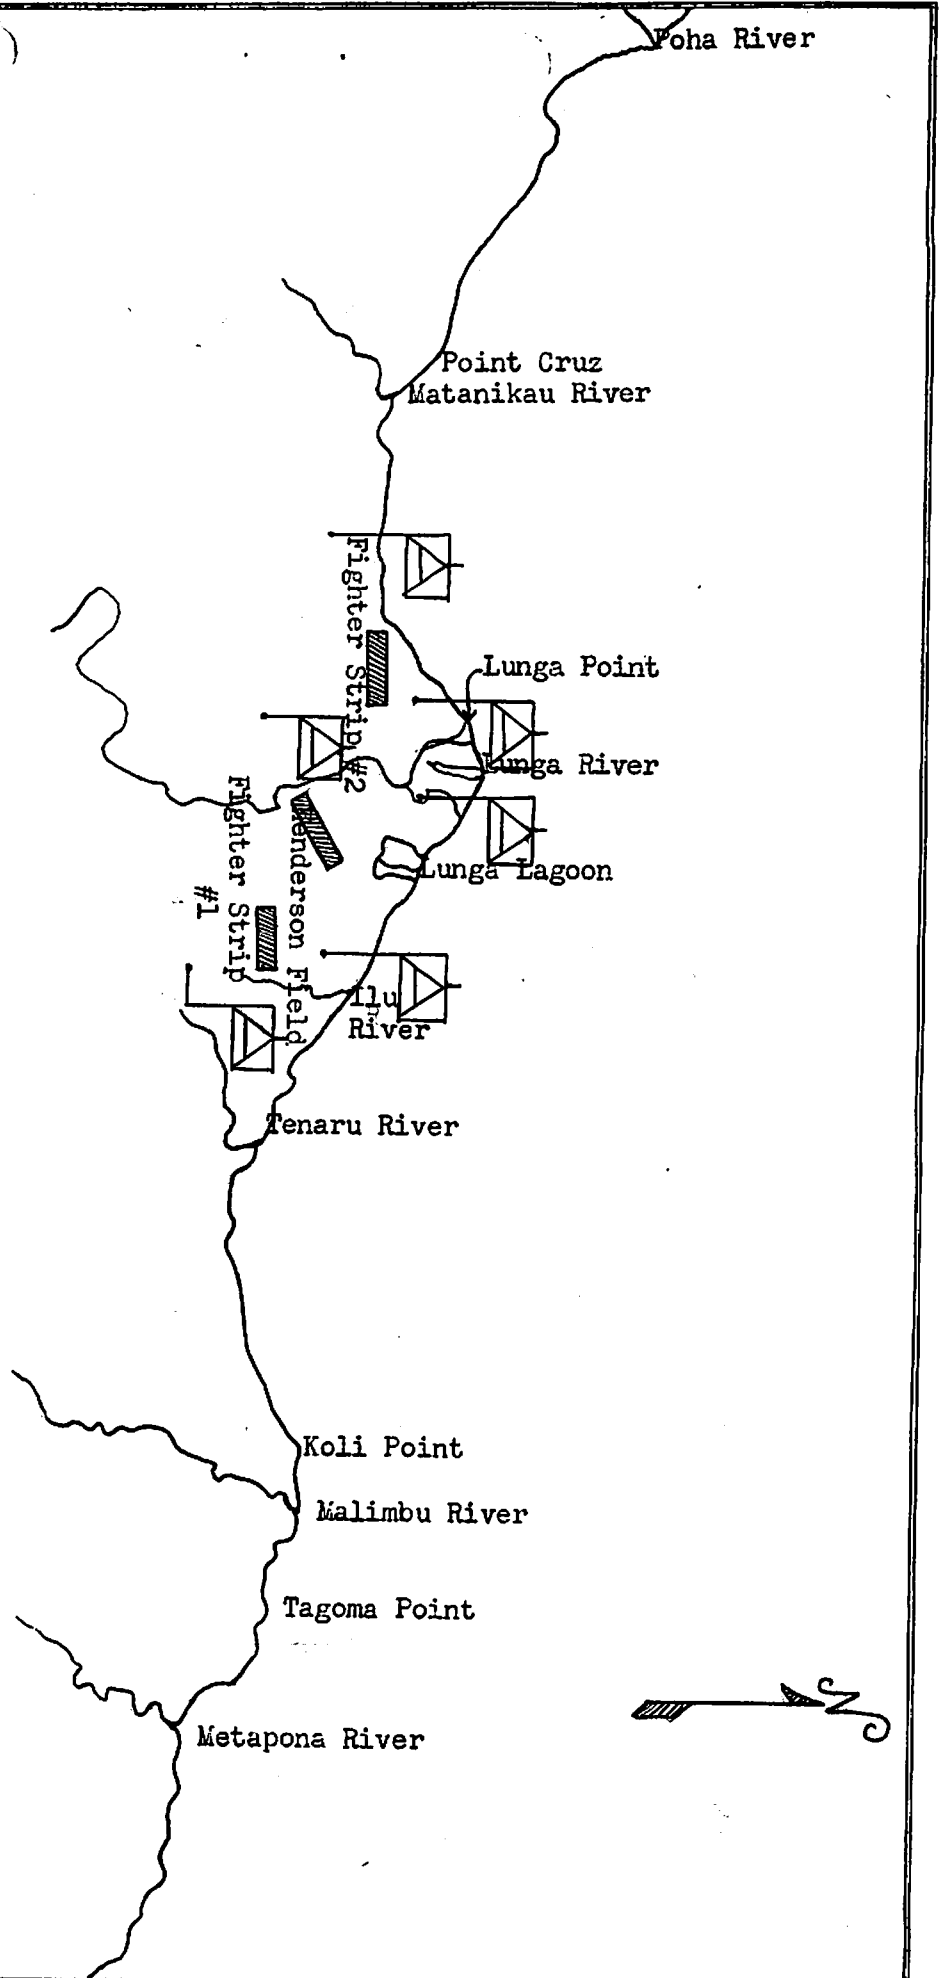 Poha River
Point Cruz
Matanikau River
Fighter Strip #2
Lunga Point
Lunga River
Lunga Lagoon
Henderson Field
Fighter Strip
#1
Ilu
River
Tenaru River
Koli Point
Malimbu River
Tagoma Point
Metapona River
N